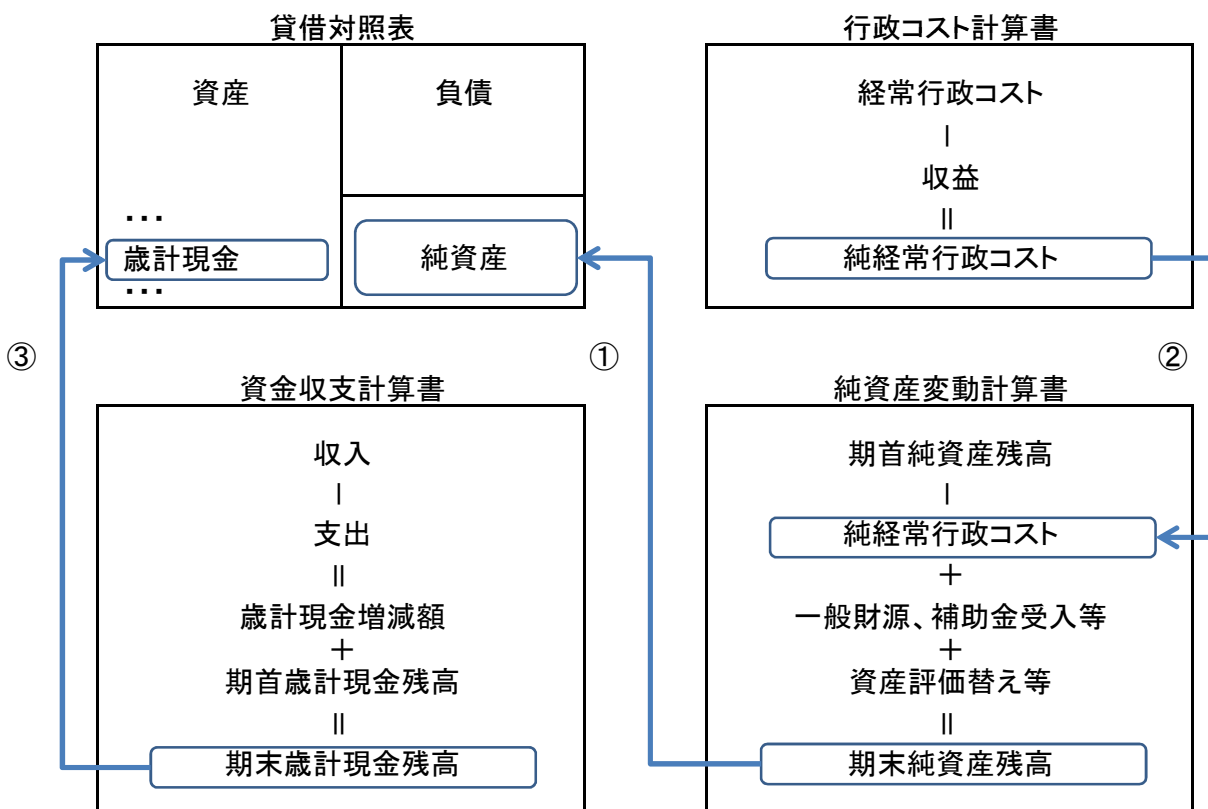 貸借対照表
資産
負債
・・・
歳計現金
・・・
純資産
行政コスト計算書
経常行政コスト
－
収益
＝
純経常行政コスト
③
①
②
資金収支計算書
収入
－
支出
＝
歳計現金増減額
＋
期首歳計現金残高
＝
期末歳計現金残高
純資産変動計算書
期首純資産残高
－
純経常行政コスト
＋
一般財源、補助金受入等
＋
資産評価替え等
＝
期末純資産残高